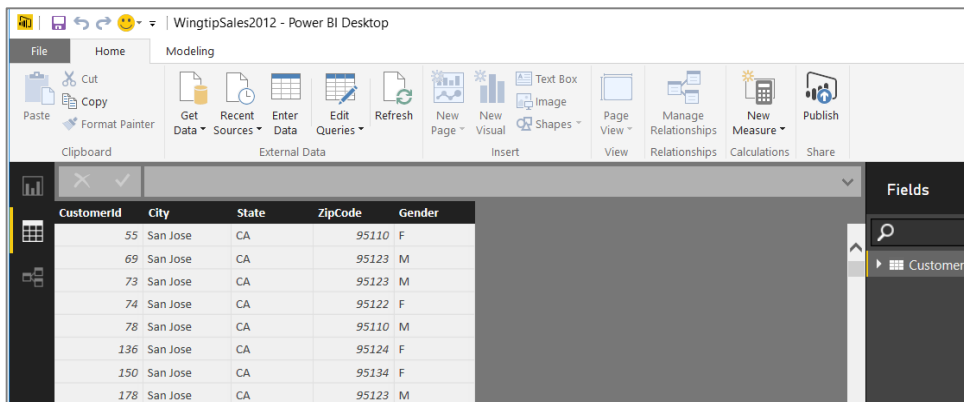 WingtipSales2012 - Power BI Desktop
File Home Modeling
Paste
Cut
Copy
Format Painter
Clipboard
Get Data
Recent Sources
Enter Data
Edit Queries
Refresh
External Data
New Page
New Visual
Text Box
Image
Shapes
Insert
Page View
View
Manage Relationships
Relationships
New Measure
Calculations
Publish
Share
Fields
CustomerId City State ZipCode Gender
55 San Jose CA 95110 F
69 San Jose CA 95123 M
73 San Jose CA 95123 M
74 San Jose CA 95122 F
78 San Jose CA 95110 M
136 San Jose CA 95124 F
150 San Jose CA 95134 F
178 San Jose CA 95123 M
Customer